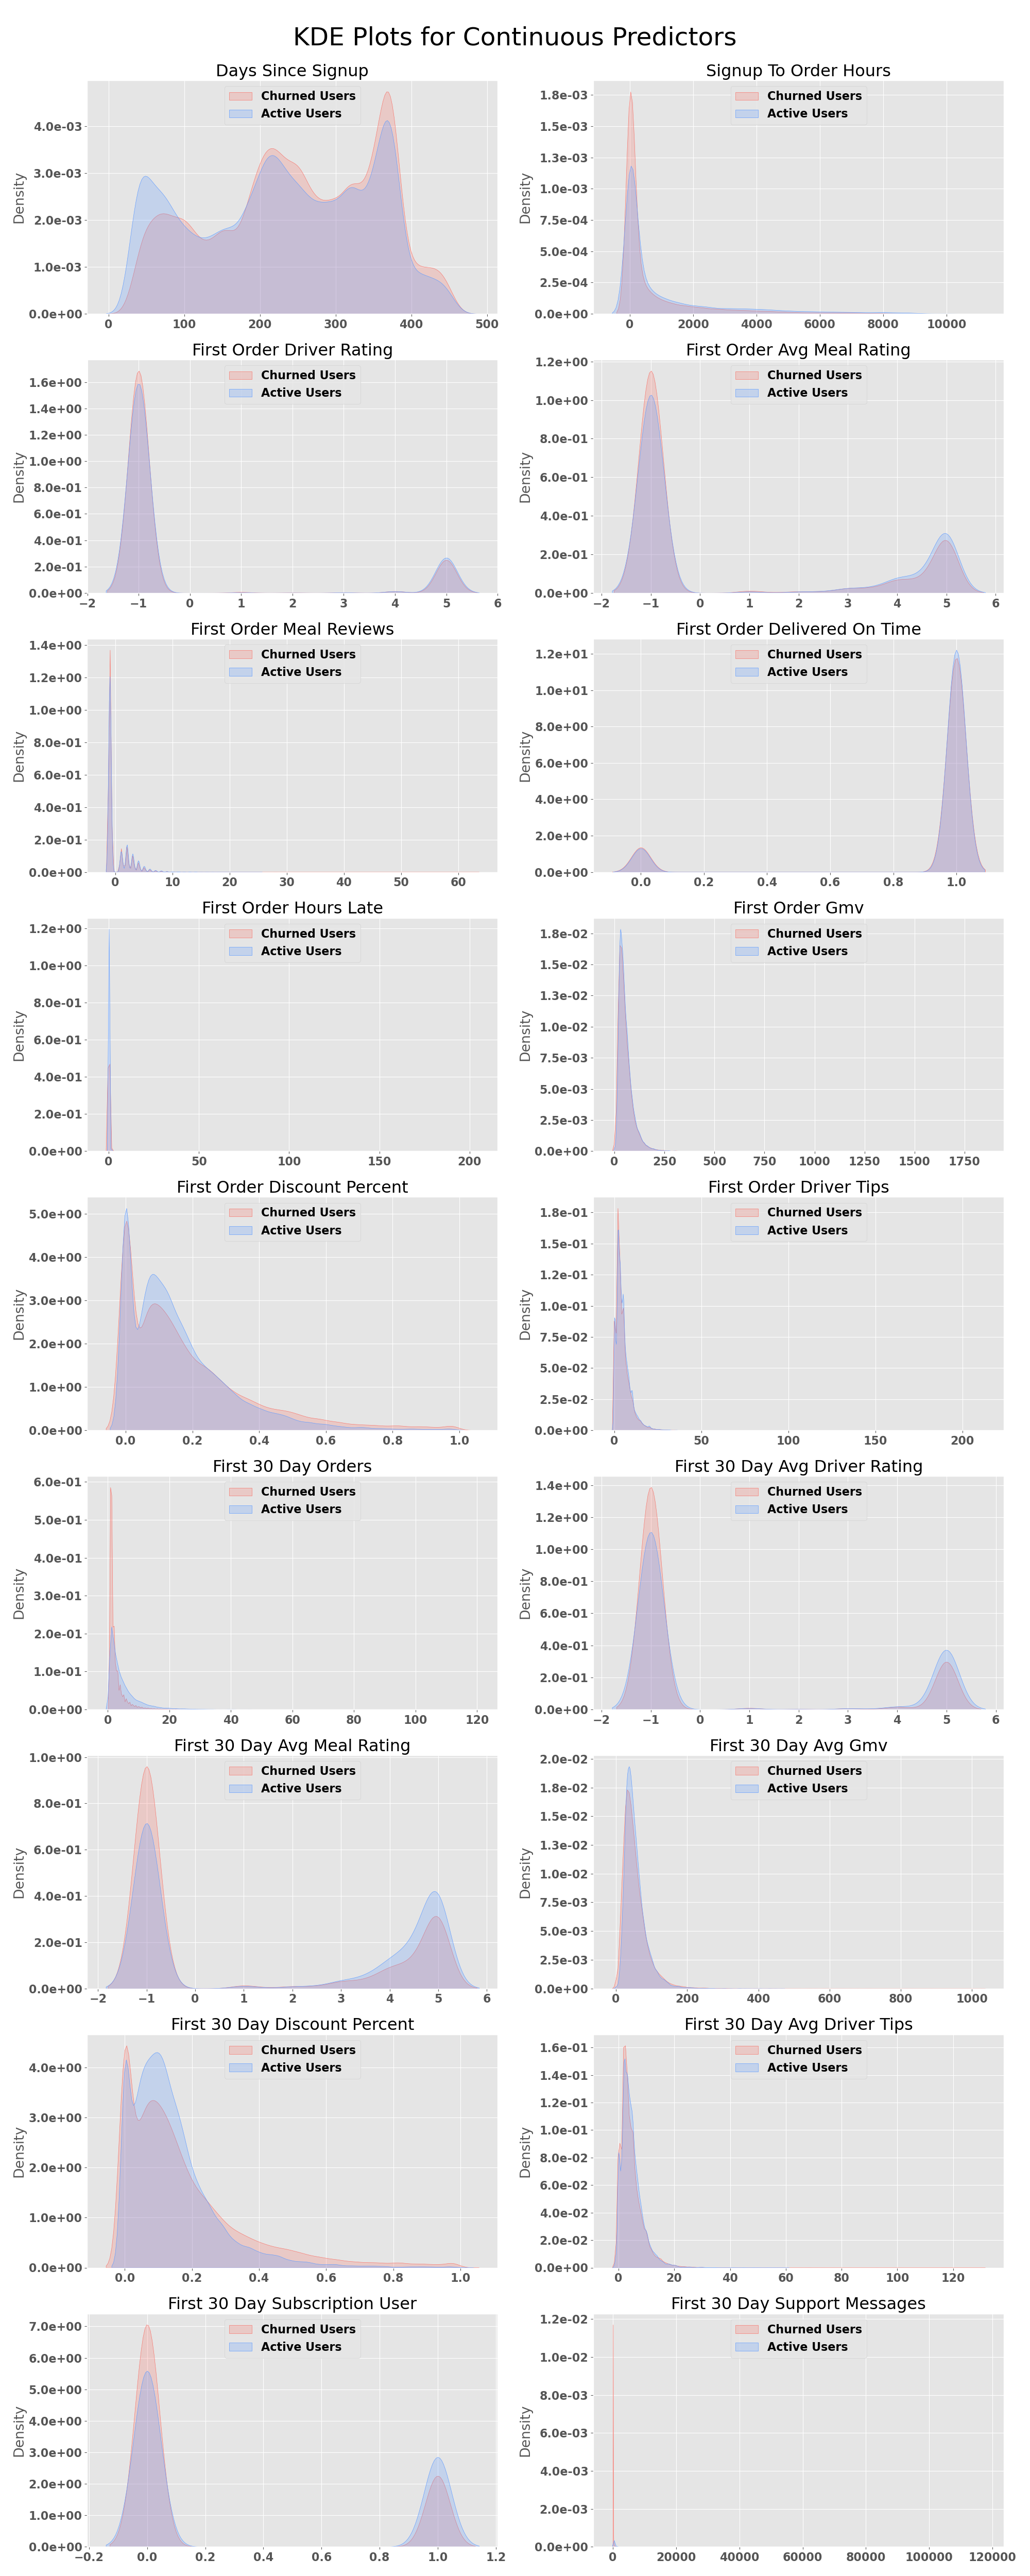 KDE Plots for Continuous Predictors
Days Since Signup
Churned Users
Active Users
Density
4.0e-03
3.0e-03
2.0e-03
1.0e-03
0.0e+00
0 100 200 300 400 500
Signup To Order Hours
Churned Users
Active Users
Density
1.8e-03
1.5e-03
1.3e-03
1.0e-03
7.5e-04
5.0e-04
2.5e-04
0.0e+00
0 2000 4000 6000 8000 10000
First Order Driver Rating
Churned Users
Active Users
Density
1.6e+00
1.4e+00
1.2e+00
1.0e+00
8.0e-01
6.0e-01
4.0e-01
2.0e-01
0.0e+00
−2 −1 0 1 2 3 4 5 6
First Order Avg Meal Rating
Churned Users
Active Users
Density
1.2e+00
1.0e+00
8.0e-01
6.0e-01
4.0e-01
2.0e-01
0.0e+00
−2 −1 0 1 2 3 4 5 6
First Order Meal Reviews
Churned Users
Active Users
Density
1.4e+00
1.2e+00
1.0e+00
8.0e-01
6.0e-01
4.0e-01
2.0e-01
0.0e+00
0 10 20 30 40 50 60
First Order Delivered On Time
Churned Users
Active Users
Density
1.2e+01
1.0e+01
8.0e+00
6.0e+00
4.0e+00
2.0e+00
0.0e+00
0.0 0.2 0.4 0.6 0.8 1.0
First Order Hours Late
Churned Users
Active Users
Density
1.2e+00
1.0e+00
8.0e-01
6.0e-01
4.0e-01
2.0e-01
0.0e+00
0 50 100 150 200
First Order Gmv
Churned Users
Active Users
Density
1.8e-02
1.5e-02
1.3e-02
1.0e-02
7.5e-03
5.0e-03
2.5e-03
0.0e+00
0 250 500 750 1000 1250 1500 1750
First Order Discount Percent
Churned Users
Active Users
Density
5.0e+00
4.0e+00
3.0e+00
2.0e+00
1.0e+00
0.0e+00
0.0 0.2 0.4 0.6 0.8 1.0
First Order Driver Tips
Churned Users
Active Users
Density
1.8e-01
1.5e-01
1.2e-01
1.0e-01
7.5e-02
5.0e-02
2.5e-02
0.0e+00
0 50 100 150 200
First 30 Day Orders
Churned Users
Active Users
Density
6.0e-01
5.0e-01
4.0e-01
3.0e-01
2.0e-01
1.0e-01
0.0e+00
0 20 40 60 80 100 120
First 30 Day Avg Driver Rating
Churned Users
Active Users
Density
1.4e+00
1.2e+00
1.0e+00
8.0e-01
6.0e-01
4.0e-01
2.0e-01
0.0e+00
−2 −1 0 1 2 3 4 5 6
First 30 Day Avg Meal Rating
Churned Users
Active Users
Density
1.0e+00
8.0e-01
6.0e-01
4.0e-01
2.0e-01
0.0e+00
−2 −1 0 1 2 3 4 5 6
First 30 Day Avg Gmv
Churned Users
Active Users
Density
2.0e-02
1.8e-02
1.5e-02
1.3e-02
1.0e-02
7.5e-03
5.0e-03
2.5e-03
0.0e+00
0 200 400 600 800 1000
First 30 Day Discount Percent
Churned Users
Active Users
Density
4.0e+00
3.0e+00
2.0e+00
1.0e+00
0.0e+00
0.0 0.2 0.4 0.6 0.8 1.0
First 30 Day Avg Driver Tips
Churned Users
Active Users
Density
1.6e-01
1.4e-01
1.2e-01
1.0e-01
8.0e-02
6.0e-02
4.0e-02
2.0e-02
0.0e+00
0 20 40 60 80 100 120
First 30 Day Subscription User
Churned Users
Active Users
Density
7.0e+00
6.0e+00
5.0e+00
4.0e+00
3.0e+00
2.0e+00
1.0e+00
0.0e+00
−0.2 0.0 0.2 0.4 0.6 0.8 1.0 1.2
First 30 Day Support Messages
Churned Users
Active Users
Density
1.2e-02
1.0e-02
8.0e-03
6.0e-03
4.0e-03
2.0e-03
0.0e+00
0 20000 40000 60000 80000 100000 120000